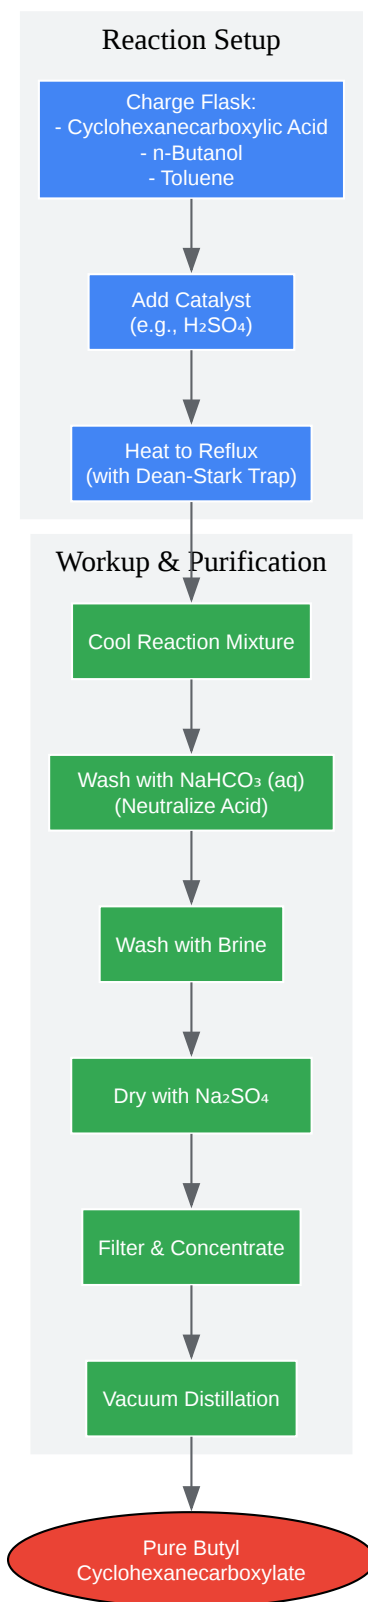 Reaction Setup
Charge Flask:
- Cyclohexanecarboxylic Acid
- n-Butanol
- Toluene
Add Catalyst
(e.g., H₂SO₄)
Heat to Reflux
(with Dean-Stark Trap)
Workup & Purification
Cool Reaction Mixture
Wash with NaHCO₃ (aq)
(Neutralize Acid)
Wash with Brine
Dry with Na₂SO₄
Filter & Concentrate
Vacuum Distillation
Pure Butyl
Cyclohexanecarboxylate